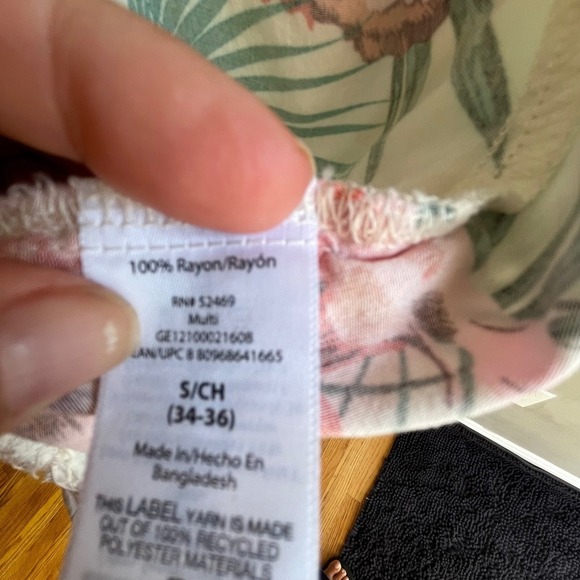 100% Rayon/Rayón
RN# 52469
Multi
GE12100021608
EAN/UPC 8 80968641665
S/CH
(34-36)
Made in/Hecho En
Bangladesh
THIS LABEL YARN IS MADE
OUT OF 100% RECYCLED
POLYESTER MATERIALS